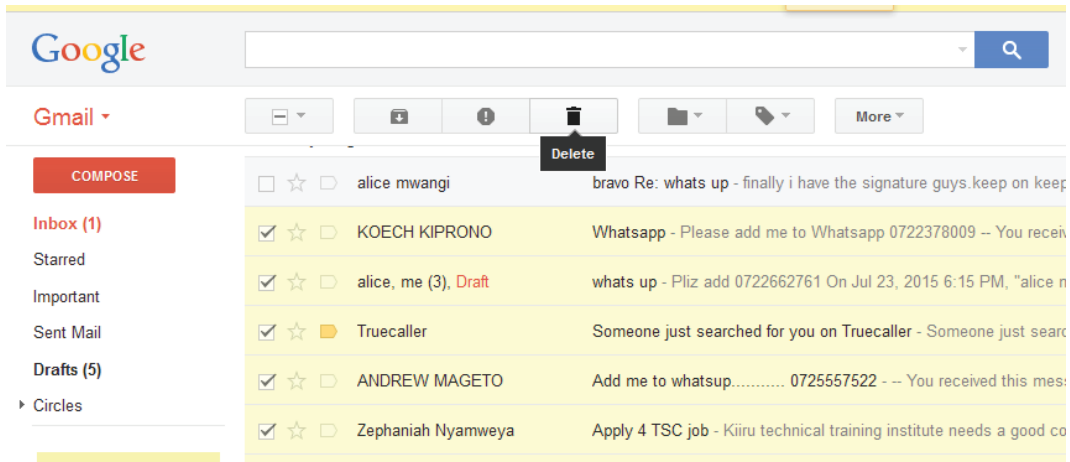 Google
Gmail
More
Delete
COMPOSE
Inbox (1)
Starred
Important
Sent Mail
Drafts (5)
Circles
alice mwangi bravo Re: whats up - finally i have the signature guys.keep on keep
KOECH KIPRONO Whatsapp - Please add me to Whatsapp 0722378009 -- You recei
alice, me (3), Draft whats up - Pliz add 0722662761 On Jul 23, 2015 6:15 PM, "alice
Truecaller Someone just searched for you on Truecaller - Someone just sear
ANDREW MAGETO Add me to whatsup........... 0725557522 - -- You received this mes
Zephaniah Nyamweya Apply 4 TSC job - Kiiru technical training institute needs a good co